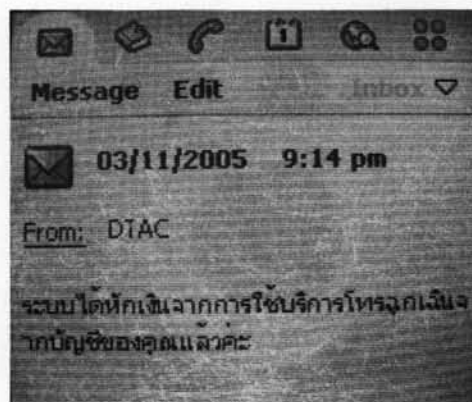 Message Edit Inbox
03/11/2005 9:14 pm
From: DTAC
ระบบได้หักเงินจากการใช้บริการโทรฉุกเฉินจ
ากบัญชีของคุณแล้วค่ะ